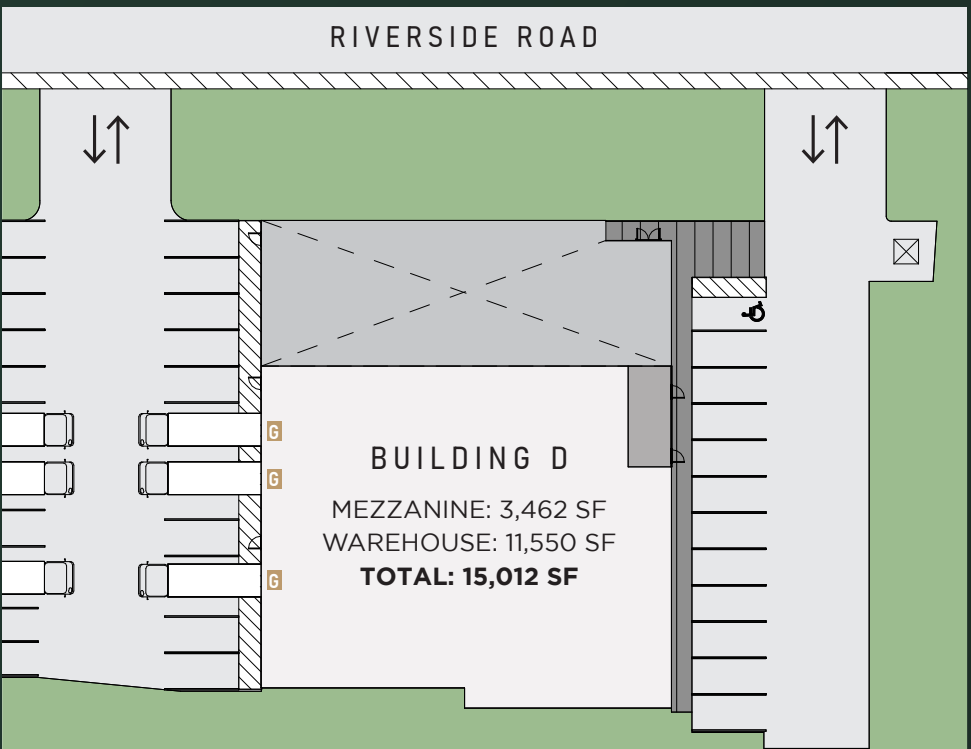 RIVERSIDE ROAD
G
G
BUILDING D
MEZZANINE: 3,462 SF
WAREHOUSE: 11,550 SF
TOTAL: 15,012 SF
G